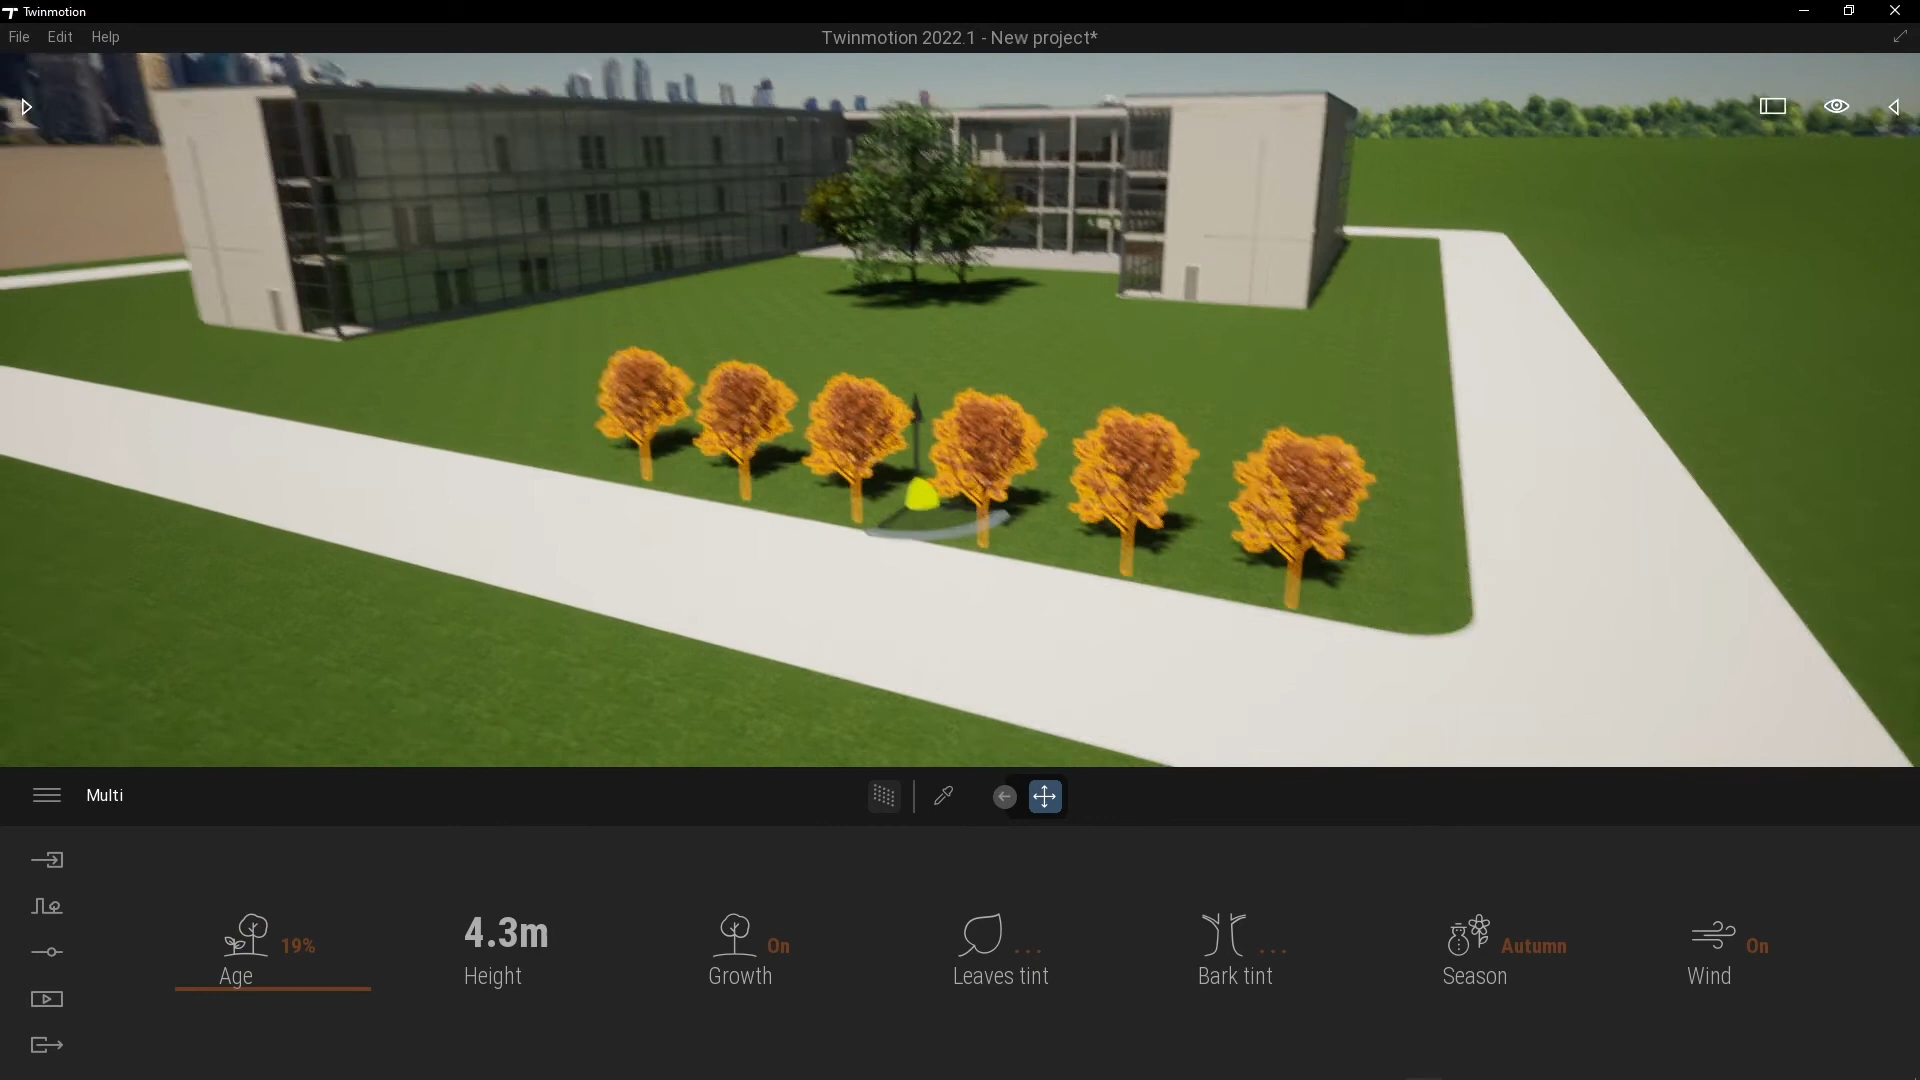 Twinmotion
File Edit Help
Twinmotion 2022.1 - New project*
Multi
19%
Age
4.3m
Height
On
Growth
...
Leaves tint
...
Bark tint
Autumn
Season
On
Wind